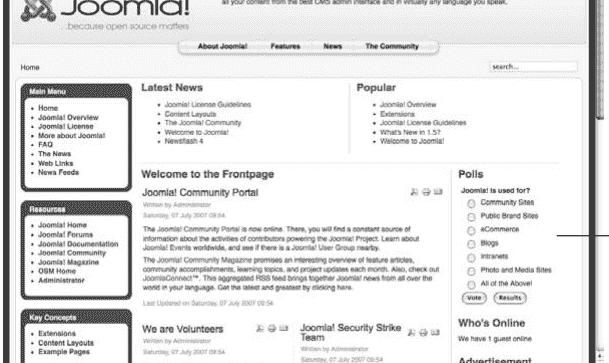 all your content from the best CMS admin interface and in virtually any language you speak.
Joomla!
...because open source matters
About Joomla! Features News The Community
Home
search...
Main Menu
Home
Joomla! Overview
Joomla! License
More about Joomla!
FAQ
The News
Web Links
News Feeds
Resources
Joomla! Home
Joomla! Forums
Joomla! Documentation
Joomla! Community
Joomla! Magazine
OSM Home
Administrator
Key Concepts
Extensions
Content Layouts
Example Pages
Latest News
Joomla! License Guidelines
Content Layouts
The Joomla! Community
Welcome to Joomla!
Newsflash 4
Popular
Joomla! Overview
Extensions
Joomla! License Guidelines
What's New in 1.5?
Welcome to Joomla!
Welcome to the Frontpage
Joomla! Community Portal
Written by Administrator
Saturday, 07 July 2007 09:54
The Joomla! Community Portal is now online. There, you will find a constant source of
information about the activities of contributors powering the Joomla! Project. Learn about
Joomla! Events worldwide, and see if there is a Joomla! User Group nearby.
The Joomla! Community Magazine promises an interesting overview of feature articles,
community accomplishments, learning topics, and project updates each month. Also, check out
JoomlaConnect™. This aggregated RSS feed brings together Joomla! news from all over the
world in your language. Get the latest and greatest by clicking here.
Last Updated on Saturday, 07 July 2007 09:54
We are Volunteers
Written by Administrator
Saturday, 07 July 2007 09:54
Joomla! Security Strike
Team
Written by Administrator
Saturday, 07 July 2007 09:54
Polls
Joomla! is used for?
Community Sites
Public Brand Sites
eCommerce
Blogs
Intranets
Photo and Media Sites
All of the Above!
Vote Results
Who's Online
We have 1 guest online
Advertisement